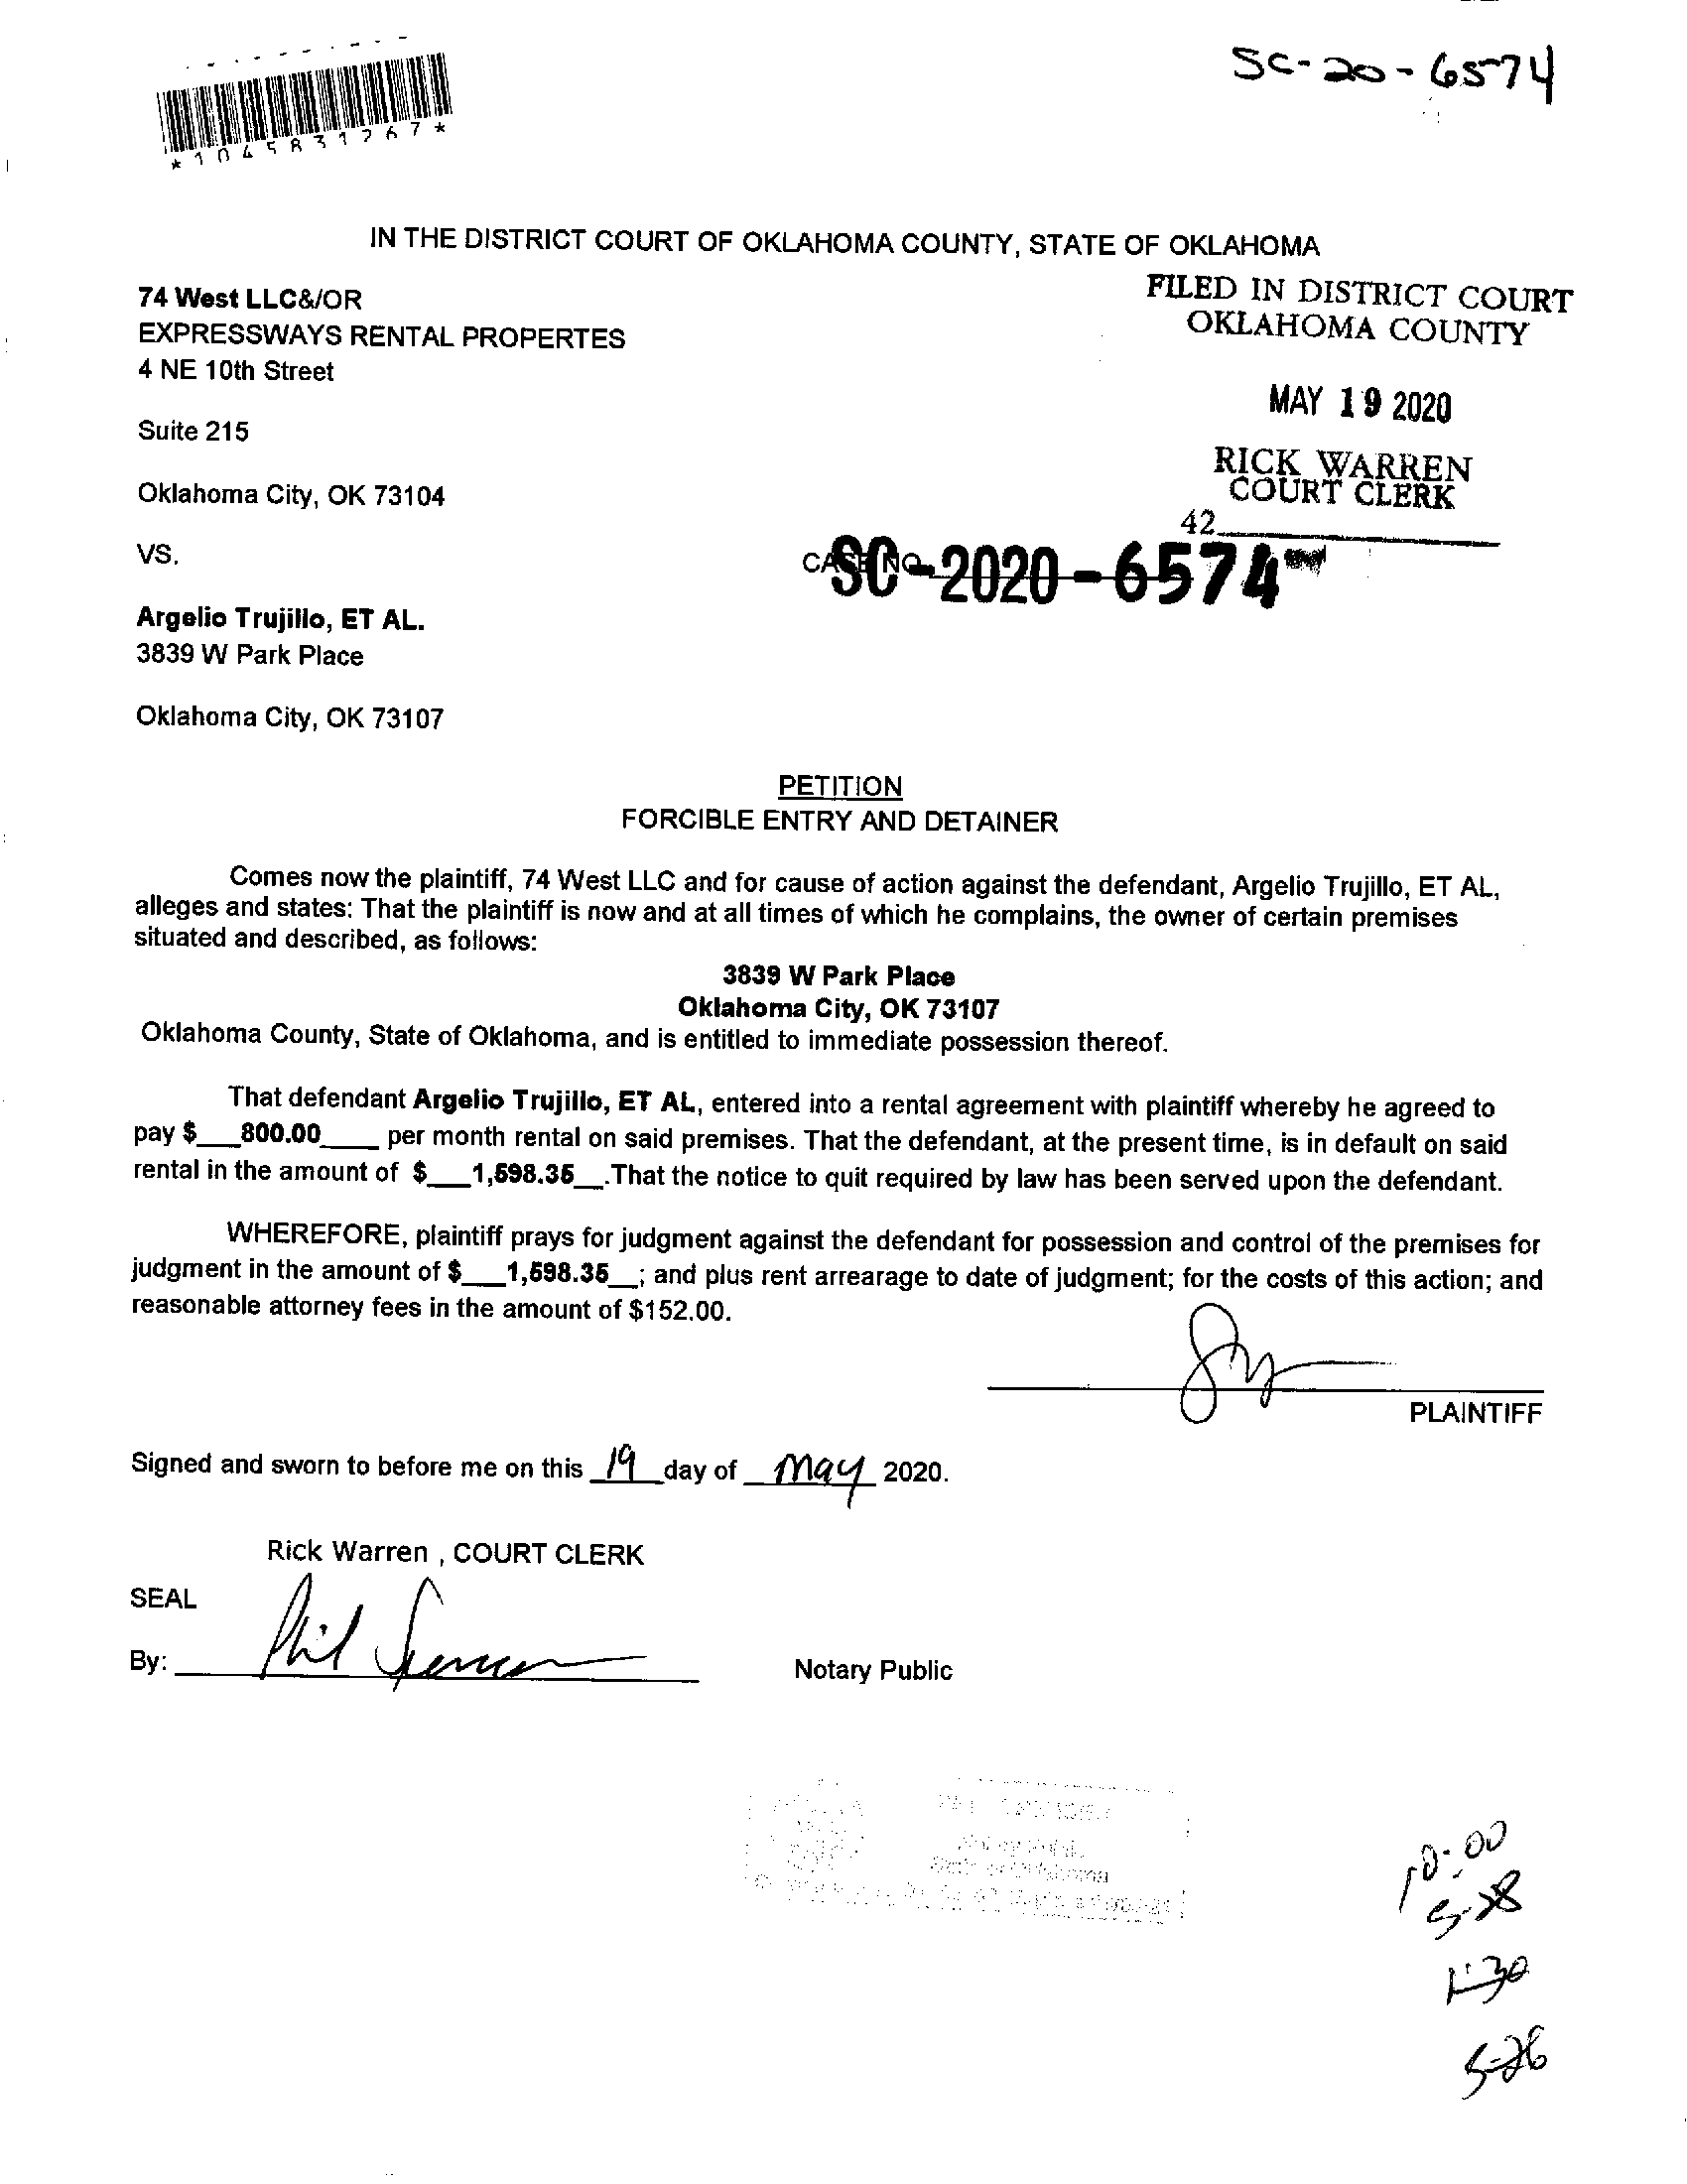 SC-20-6574
*1045831267*
IN THE DISTRICT COURT OF OKLAHOMA COUNTY, STATE OF OKLAHOMA
74 West LLC&/OR
EXPRESSWAYS RENTAL PROPERTES
4 NE 10th Street
Suite 215
Oklahoma City, OK 73104
FILED IN DISTRICT COURT
OKLAHOMA COUNTY
MAY 19 2020
RICK WARREN
COURT CLERK
42
VS.
CASE NO. SC-2020-6574
Argelio Trujillo, ET AL.
3839 W Park Place
Oklahoma City, OK 73107
PETITION
FORCIBLE ENTRY AND DETAINER
Comes now the plaintiff, 74 West LLC and for cause of action against the defendant, Argelio Trujillo, ET AL,
alleges and states: That the plaintiff is now and at all times of which he complains, the owner of certain premises
situated and described, as follows:
3839 W Park Place
Oklahoma City, OK 73107
Oklahoma County, State of Oklahoma, and is entitled to immediate possession thereof.
That defendant Argelio Trujillo, ET AL, entered into a rental agreement with plaintiff whereby he agreed to
pay $___800.00____ per month rental on said premises. That the defendant, at the present time, is in default on said
rental in the amount of $___1,598.35__.That the notice to quit required by law has been served upon the defendant.
WHEREFORE, plaintiff prays for judgment against the defendant for possession and control of the premises for
judgment in the amount of $___1,598.35__; and plus rent arrearage to date of judgment; for the costs of this action; and
reasonable attorney fees in the amount of $152.00.
PLAINTIFF
Signed and sworn to before me on this 19 day of May 2020.
Rick Warren , COURT CLERK
SEAL
By:
Notary Public
10:00
5-28
1:30
5-26